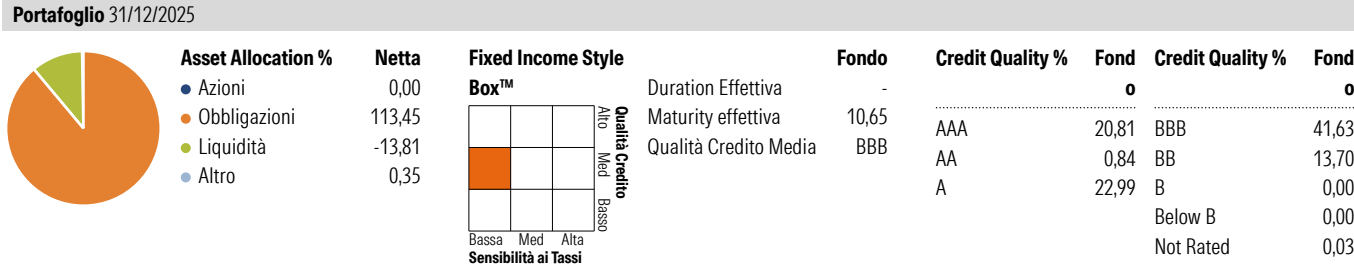 Portafoglio 31/12/2025
Asset Allocation % Netta
Azioni 0,00
Obbligazioni 113,45
Liquidità -13,81
Altro 0,35
Fixed Income Style
Box™
Alto Med Basso
Qualità Credito
Bassa Med Alta
Sensibilità ai Tassi
Fondo
Duration Effettiva -
Maturity effettiva 10,65
Qualità Credito Media BBB
Credit Quality % Fond
o
AAA 20,81
AA 0,84
A 22,99
Credit Quality % Fond
o
BBB 41,63
BB 13,70
B 0,00
Below B 0,00
Not Rated 0,03